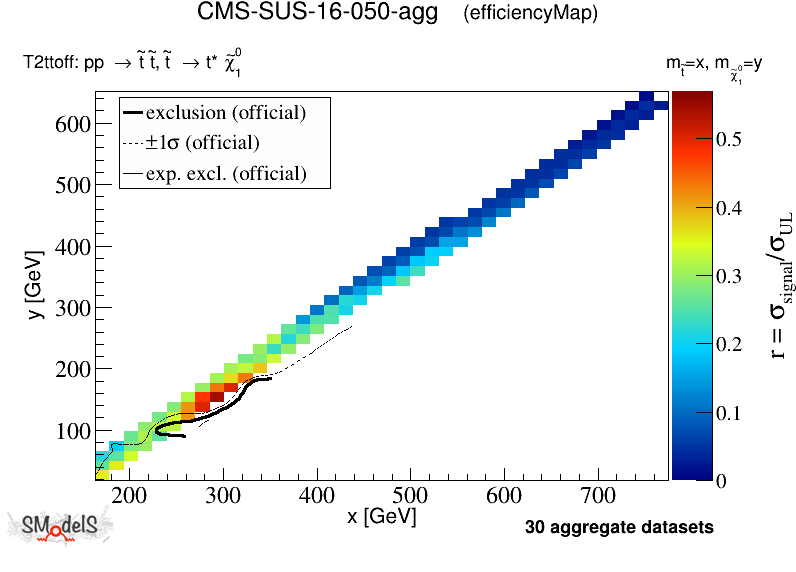 CMS-SUS-16-050-agg (efficiencyMap)
T2ttoff: pp → t̃ t̃, t̃ → t* χ̃⁰₁
m_t̃=x, m_χ̃⁰₁=y
exclusion (official)
±1σ (official)
exp. excl. (official)
600
500
400
300
200
100
y [GeV]
200 300 400 500 600 700
x [GeV]
0.5
0.4
0.3
0.2
0.1
0
r = σ_signal/σ_UL
SModelS
30 aggregate datasets